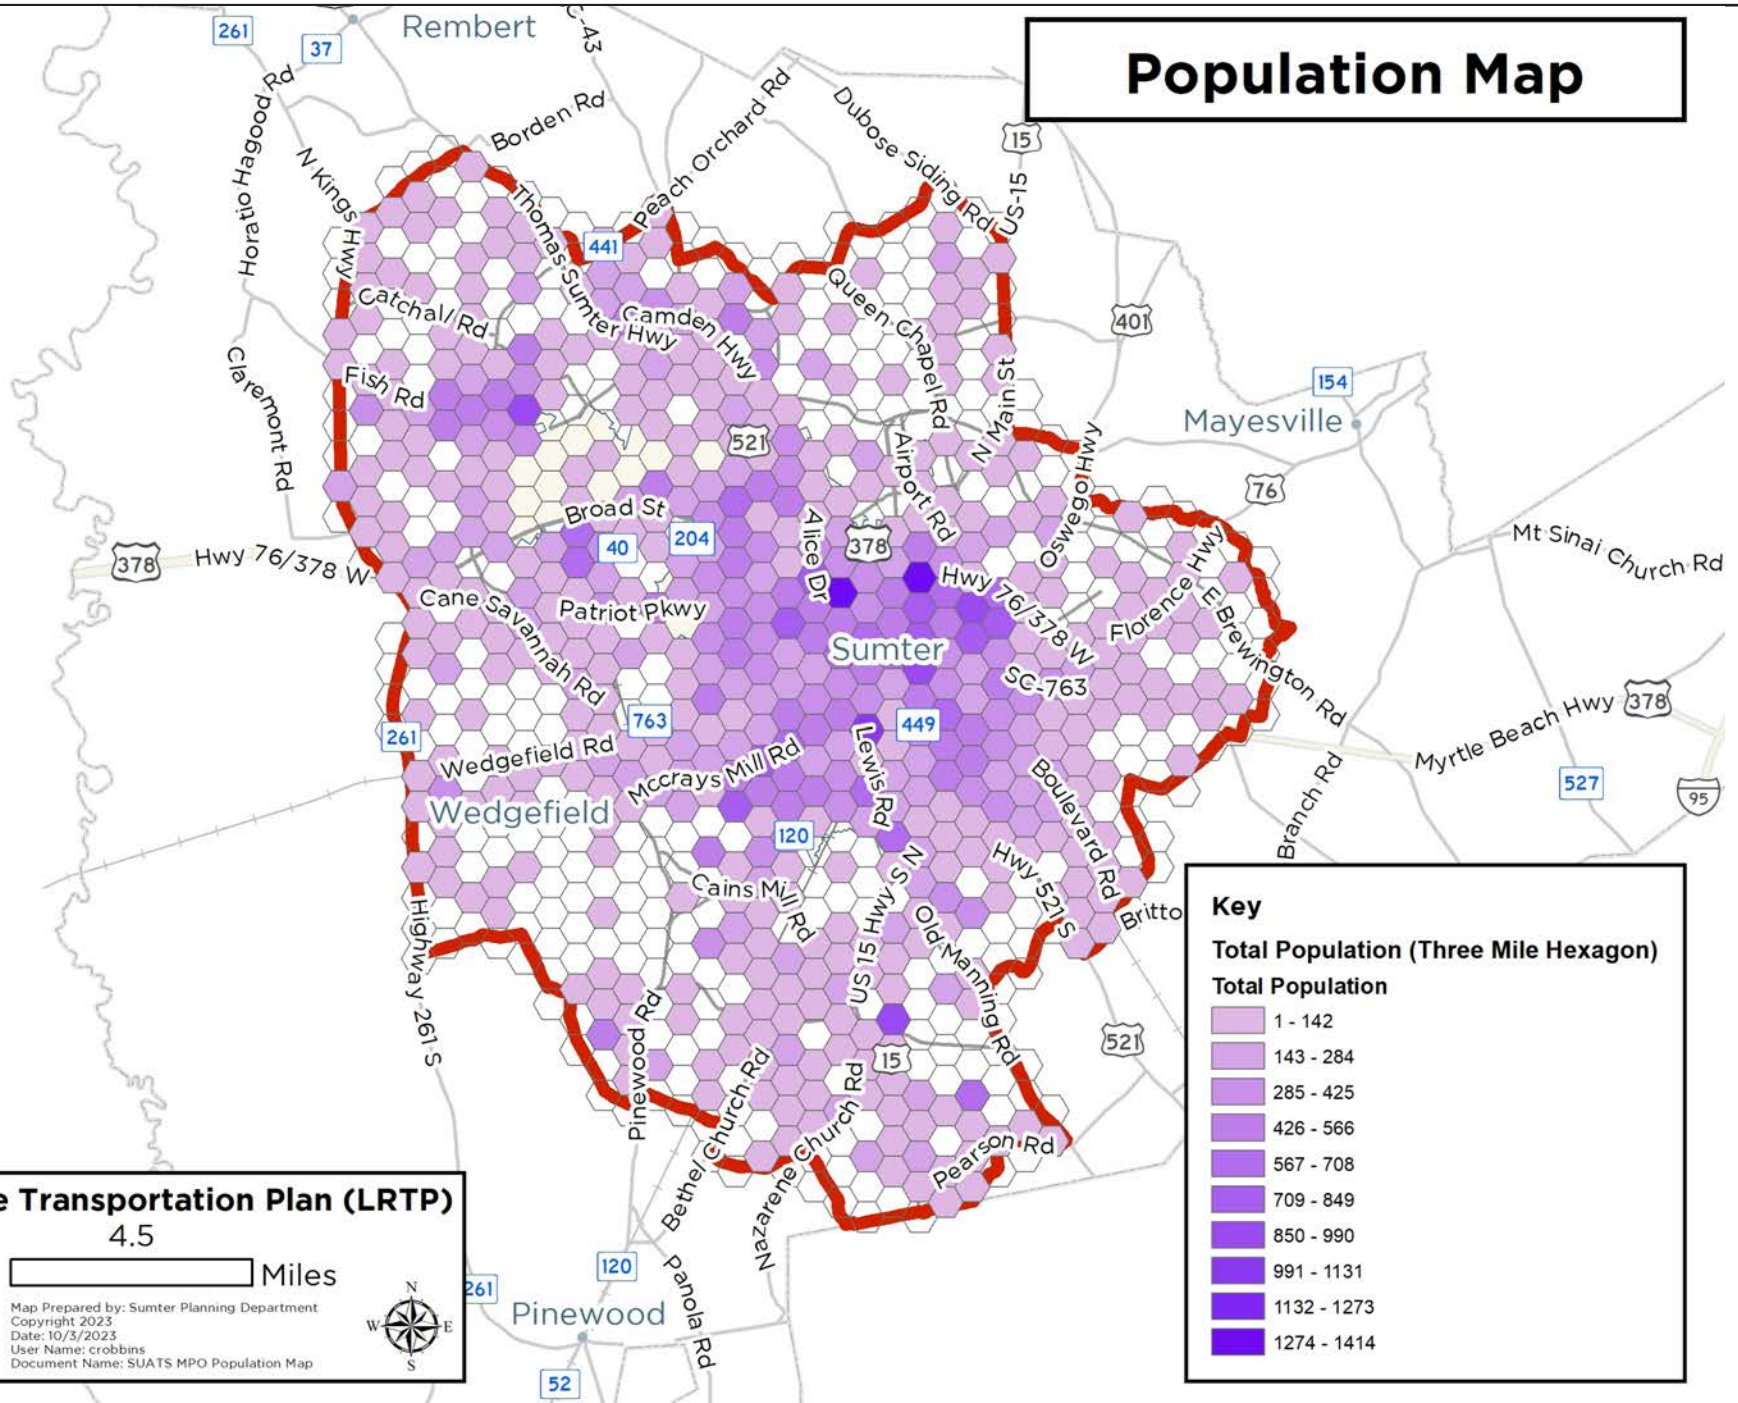 Population Map
261
37
Rembert
C-43
Borden Rd
Peach Orchard Rd
Dubose Siding Rd
15
US-15
Horatio Hagood Rd
N Kings Hwy
Thomas Sumter Hwy
441
Catchall Rd
Camden Hwy
Queen Chapel Rd
401
Claremont Rd
Fish Rd
N Main St
154
Mayesville
521
Airport Rd
Oswego Hwy
76
Broad St
40
204
Alice Dr
378
Mt Sinai Church Rd
378
Hwy 76/378 W
Cane Savannah Rd
Patriot Pkwy
Hwy 76/378 W
Florence Hwy
E Brewington Rd
Sumter
SC-763
261
763
449
378
Myrtle Beach Hwy
Wedgefield Rd
Mccrays Mill Rd
Lewis Rd
Boulevard Rd
527
95
Wedgefield
120
Branch Rd
Cains Mill Rd
US 15 Hwy S N
Hwy 521 S
Britto
Old Manning Rd
Highway 261 S
Pinewood Rd
15
521
Bethel Church Rd
Nazarene Church Rd
Pearson Rd
120
Panola Rd
261
Pinewood
52
Key
Total Population (Three Mile Hexagon)
Total Population
1 - 142
143 - 284
285 - 425
426 - 566
567 - 708
709 - 849
850 - 990
991 - 1131
1132 - 1273
1274 - 1414
e Transportation Plan (LRTP)
4.5
Miles
Map Prepared by: Sumter Planning Department
Copyright 2023
Date: 10/3/2023
User Name: crobbins
Document Name: SUATS MPO Population Map
N
W
E
S